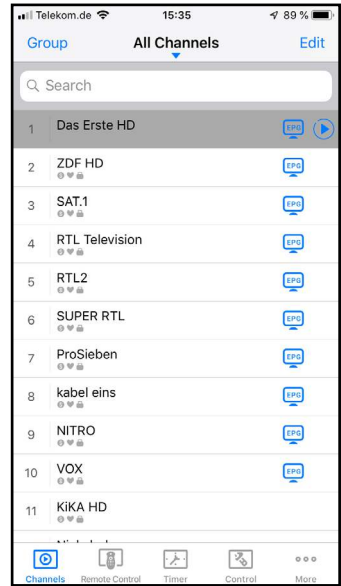 Telekom.de 15:35 89 %
Group All Channels Edit
Search
1 Das Erste HD EPG
2 ZDF HD EPG
3 SAT.1 EPG
4 RTL Television EPG
5 RTL2 EPG
6 SUPER RTL EPG
7 ProSieben EPG
8 kabel eins EPG
9 NITRO EPG
10 VOX EPG
11 KiKA HD
Channels Remote Control Timer Control More